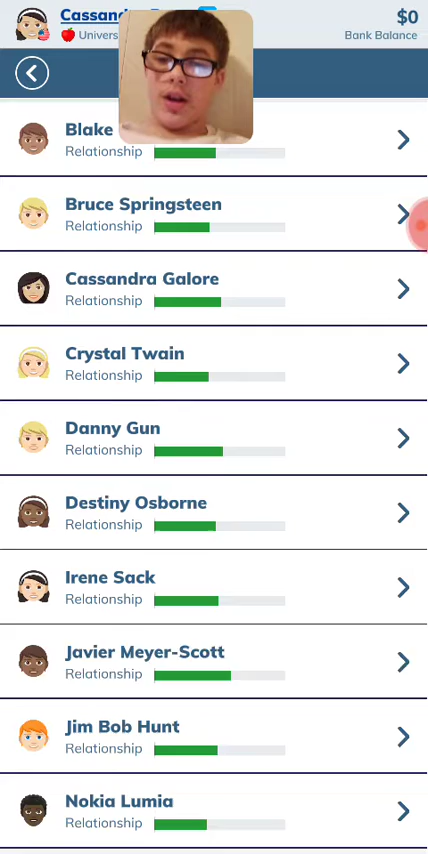 Cassandra
$0
Univers
Bank Balance
Blake
Relationship
Bruce Springsteen
Relationship
Cassandra Galore
Relationship
Crystal Twain
Relationship
Danny Gun
Relationship
Destiny Osborne
Relationship
Irene Sack
Relationship
Javier Meyer-Scott
Relationship
Jim Bob Hunt
Relationship
Nokia Lumia
Relationship